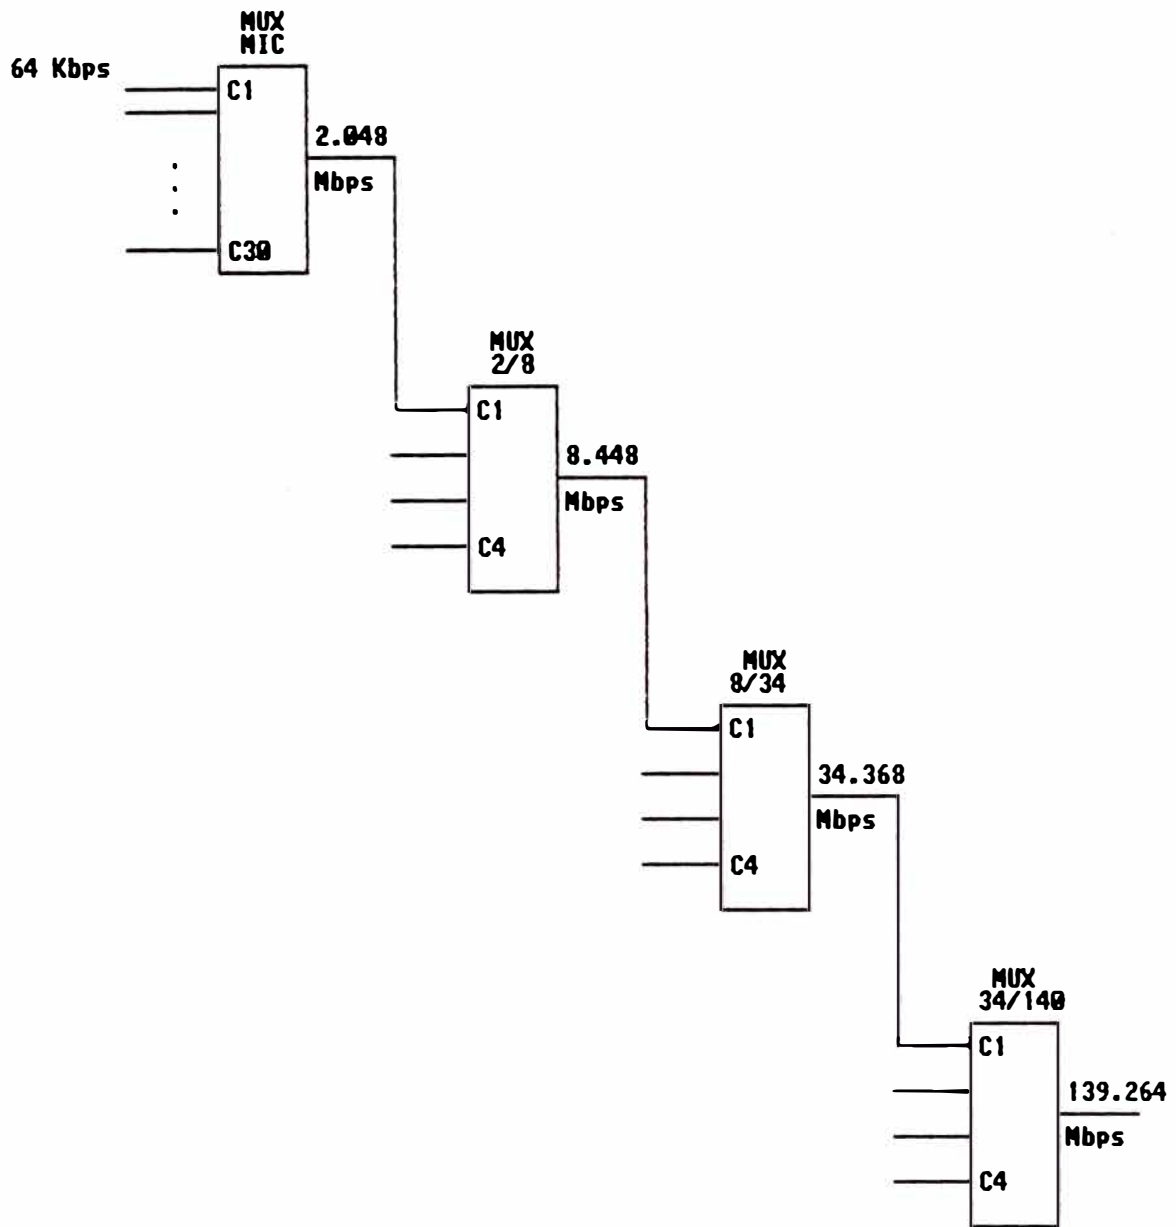 MUX
MIC
64 Kbps
C1
2.048
Mbps
C30
MUX
2/8
C1
8.448
Mbps
C4
MUX
8/34
C1
34.368
Mbps
C4
MUX
34/140
C1
139.264
Mbps
C4